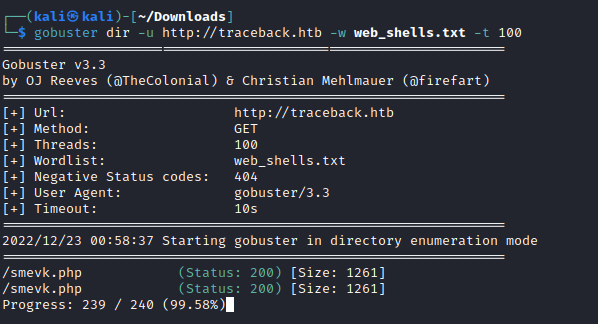 ┌──(kali㉿kali)-[~/Downloads]
└─$ gobuster dir -u http://traceback.htb -w web_shells.txt -t 100
===============================================================
Gobuster v3.3
by OJ Reeves (@TheColonial) & Christian Mehlmauer (@firefart)
===============================================================
[+] Url:                     http://traceback.htb
[+] Method:                  GET
[+] Threads:                 100
[+] Wordlist:                web_shells.txt
[+] Negative Status codes:   404
[+] User Agent:              gobuster/3.3
[+] Timeout:                 10s
===============================================================
2022/12/23 00:58:37 Starting gobuster in directory enumeration mode
===============================================================
/smevk.php            (Status: 200) [Size: 1261]
/smevk.php            (Status: 200) [Size: 1261]
Progress: 239 / 240 (99.58%)